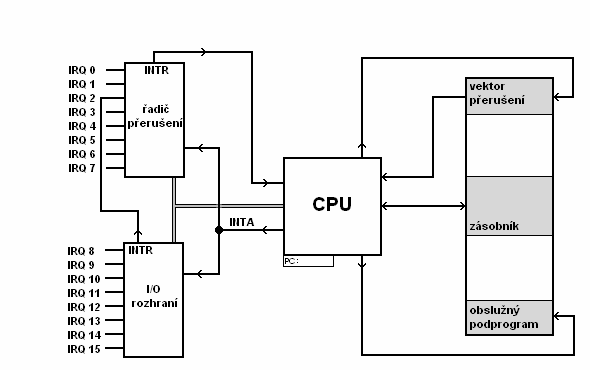 IRQ 0
IRQ 1
IRQ 2
IRQ 3
IRQ 4
IRQ 5
IRQ 6
IRQ 7
INTR
řadič
přerušení
IRQ 8
IRQ 9
IRQ 10
IRQ 11
IRQ 12
IRQ 13
IRQ 14
IRQ 15
INTR
I/O
rozhraní
INTA
CPU
PC:
vektor
přerušení
zásobník
obslužný
podprogram